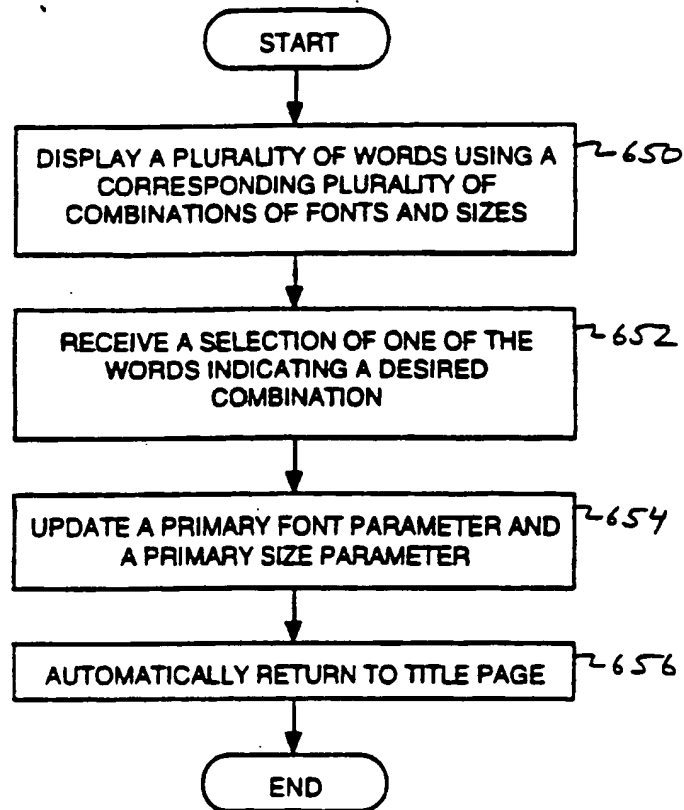 START
DISPLAY A PLURALITY OF WORDS USING A
CORRESPONDING PLURALITY OF
COMBINATIONS OF FONTS AND SIZES
650
RECEIVE A SELECTION OF ONE OF THE
WORDS INDICATING A DESIRED
COMBINATION
652
UPDATE A PRIMARY FONT PARAMETER AND
A PRIMARY SIZE PARAMETER
654
AUTOMATICALLY RETURN TO TITLE PAGE
656
END